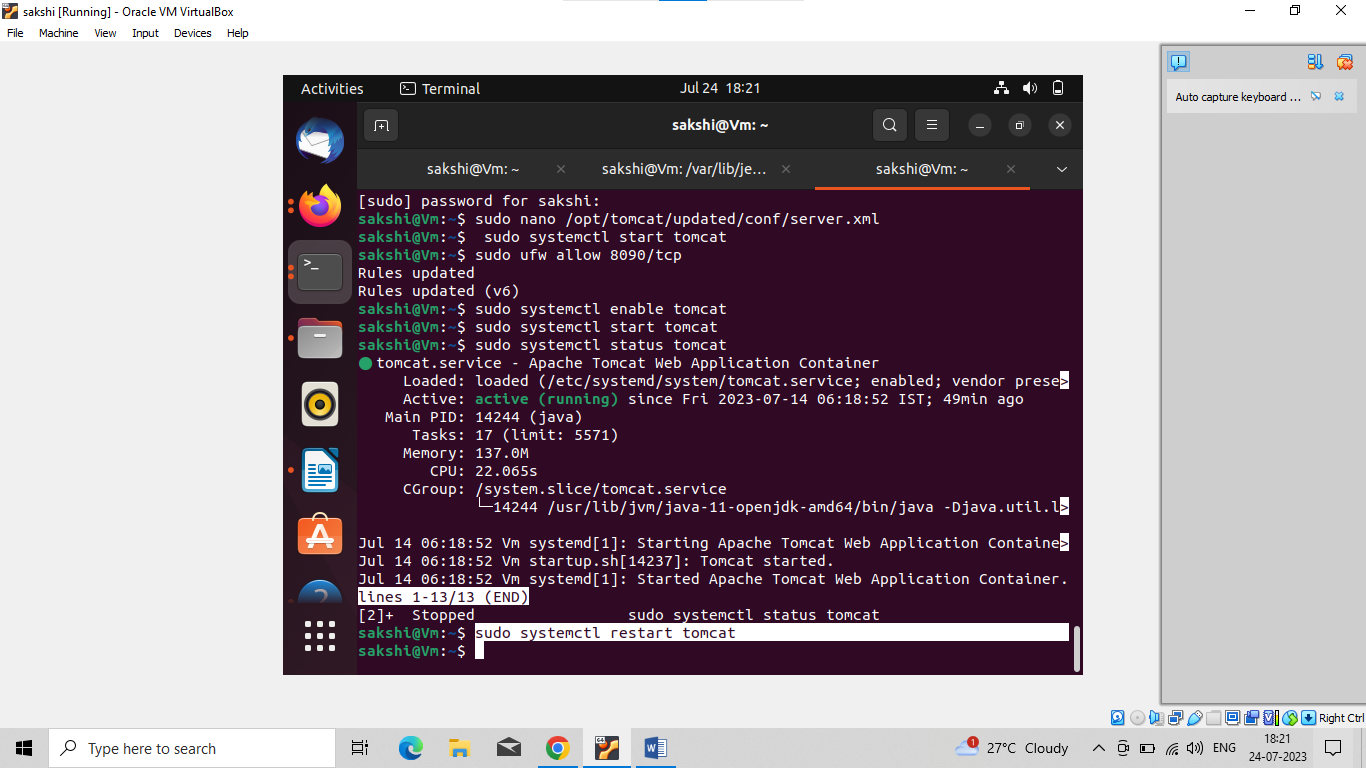 sakshi [Running] - Oracle VM VirtualBox
File Machine View Input Devices Help
Auto capture keyboard ...
Activities Terminal Jul 24 18:21
sakshi@Vm: ~
sakshi@Vm: ~ sakshi@Vm: /var/lib/je... sakshi@Vm: ~
[sudo] password for sakshi:
sakshi@Vm:~$ sudo nano /opt/tomcat/updated/conf/server.xml
sakshi@Vm:~$  sudo systemctl start tomcat
sakshi@Vm:~$ sudo ufw allow 8090/tcp
Rules updated
Rules updated (v6)
sakshi@Vm:~$ sudo systemctl enable tomcat
sakshi@Vm:~$ sudo systemctl start tomcat
sakshi@Vm:~$ sudo systemctl status tomcat
● tomcat.service - Apache Tomcat Web Application Container
Loaded: loaded (/etc/systemd/system/tomcat.service; enabled; vendor prese>
Active: active (running) since Fri 2023-07-14 06:18:52 IST; 49min ago
Main PID: 14244 (java)
Tasks: 17 (limit: 5571)
Memory: 137.0M
CPU: 22.065s
CGroup: /system.slice/tomcat.service
└─14244 /usr/lib/jvm/java-11-openjdk-amd64/bin/java -Djava.util.l>
Jul 14 06:18:52 Vm systemd[1]: Starting Apache Tomcat Web Application Containe>
Jul 14 06:18:52 Vm startup.sh[14237]: Tomcat started.
Jul 14 06:18:52 Vm systemd[1]: Started Apache Tomcat Web Application Container.
lines 1-13/13 (END)
[2]+  Stopped                 sudo systemctl status tomcat
sakshi@Vm:~$ sudo systemctl restart tomcat
sakshi@Vm:~$
Right Ctrl
Type here to search
1
27°C Cloudy
ENG
18:21
24-07-2023